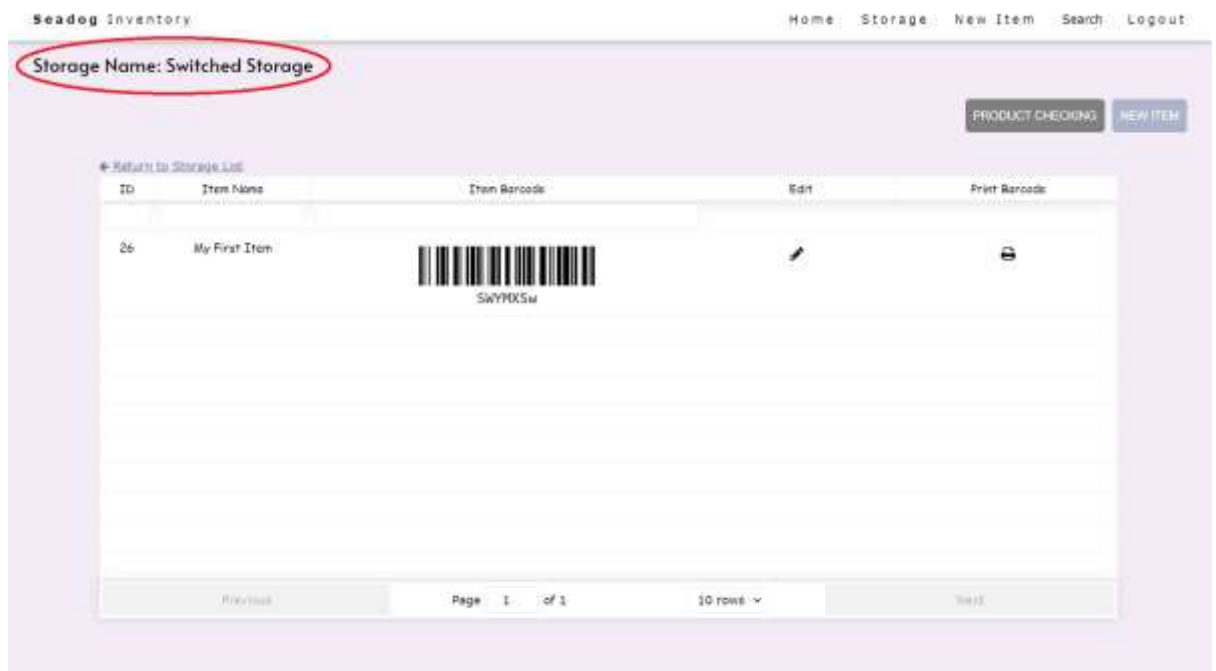 Seadog Inventory Home Storage New Item Search Logout
Storage Name: Switched Storage
PRODUCT CHECKING NEW ITEM
Return to Storage List
ID Item Name Item Barcode Edit Print Barcode
26 My First Item
SWYMXSw
Previous Page 1 of 1 10 rows Next